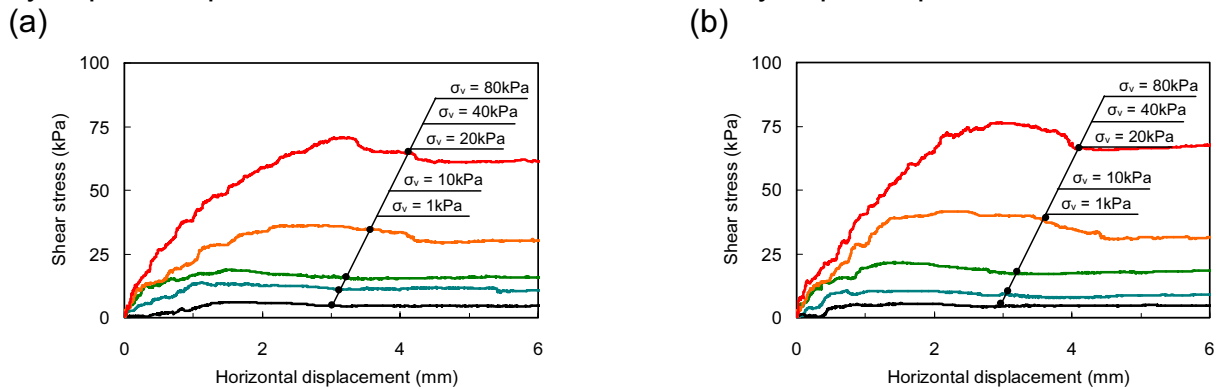 (a)
100
75
50
25
0
Shear stress (kPa)
σv = 80kPa
σv = 40kPa
σv = 20kPa
σv = 10kPa
σv = 1kPa
0 2 4 6
Horizontal displacement (mm)
(b)
100
75
50
25
0
Shear stress (kPa)
σv = 80kPa
σv = 40kPa
σv = 20kPa
σv = 10kPa
σv = 1kPa
0 2 4 6
Horizontal displacement (mm)